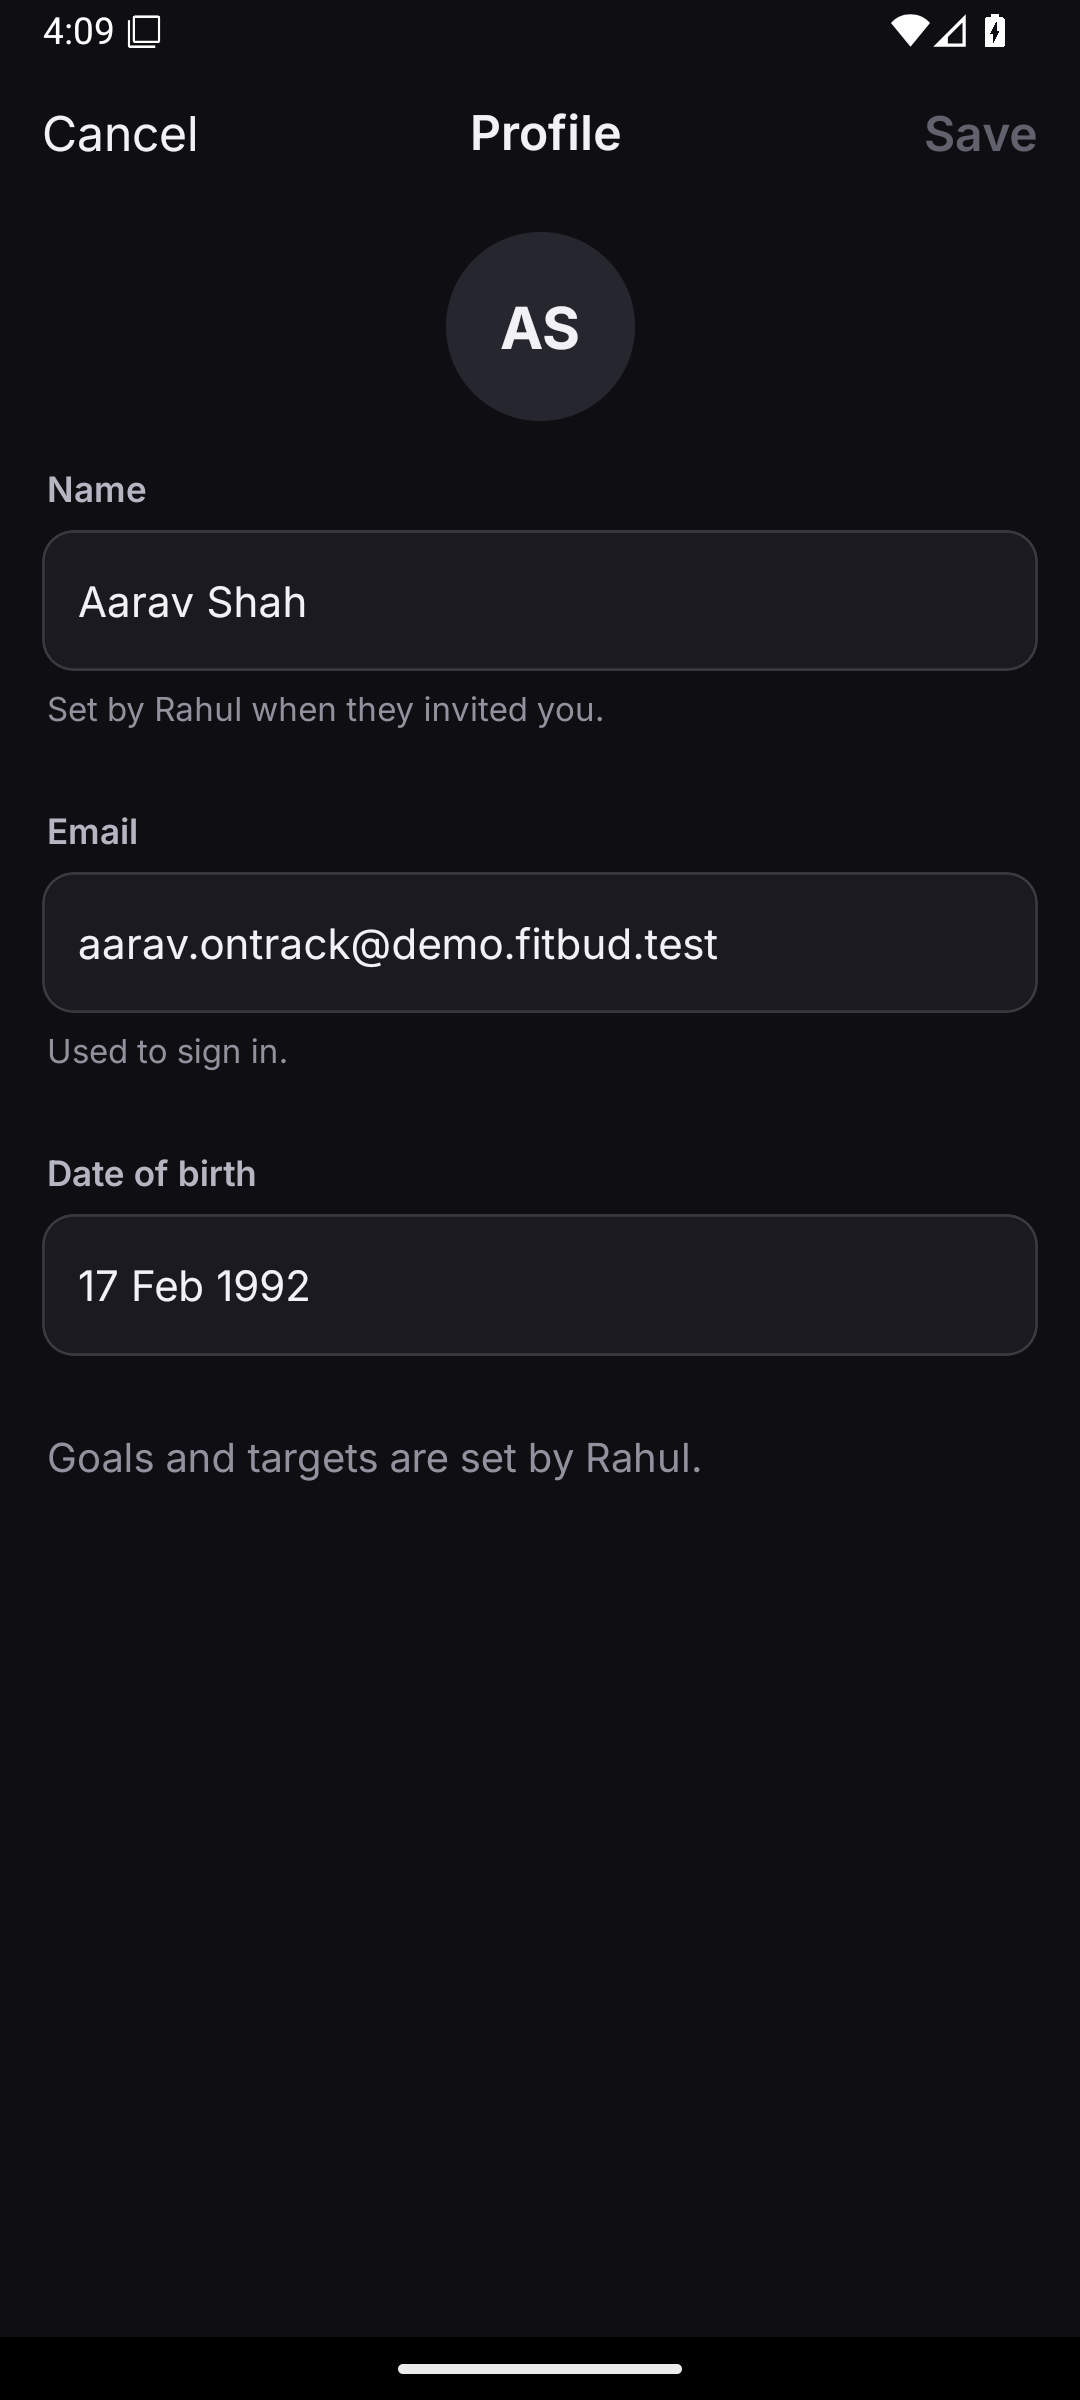 4:09
Cancel
Profile
Save
AS
Name
Aarav Shah
Set by Rahul when they invited you.
Email
aarav.ontrack@demo.fitbud.test
Used to sign in.
Date of birth
17 Feb 1992
Goals and targets are set by Rahul.